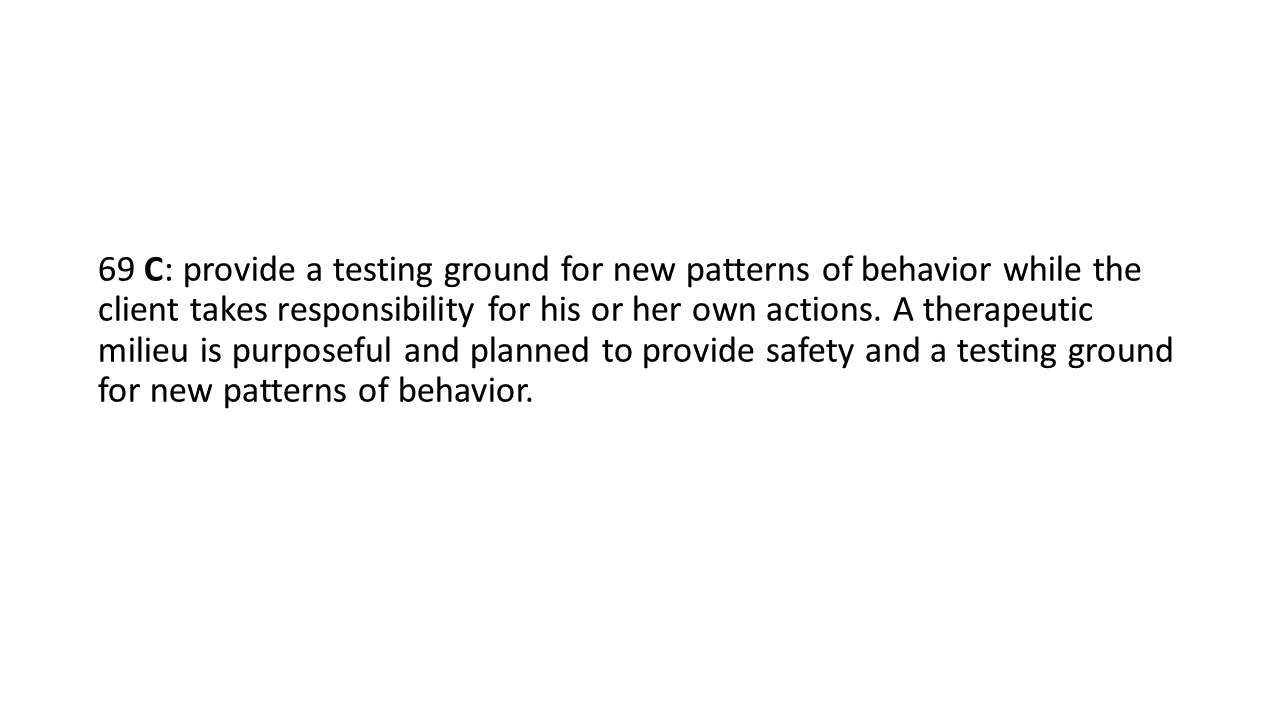 69 C: provide a testing ground for new patterns of behavior while the
client takes responsibility for his or her own actions. A therapeutic
milieu is purposeful and planned to provide safety and a testing ground
for new patterns of behavior.